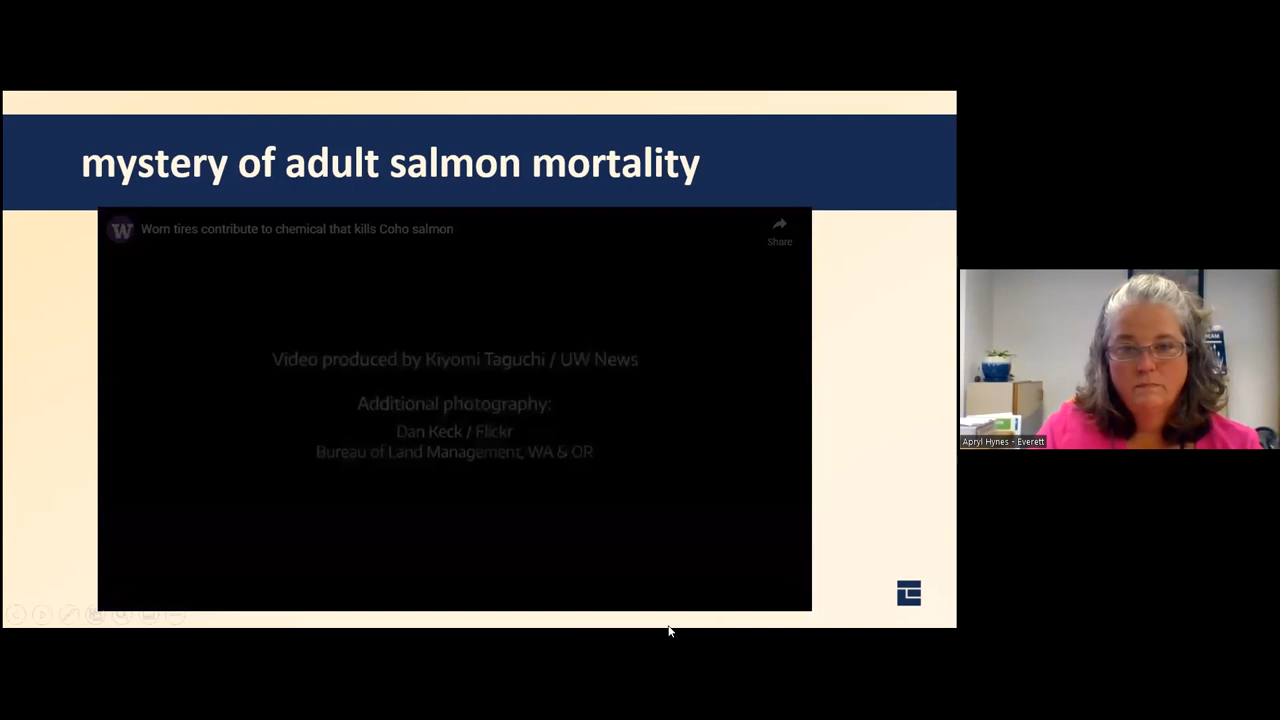 mystery of adult salmon mortality
W
Worn tires contribute to chemical that kills Coho salmon
Share
Video produced by Kiyomi Taguchi / UW News
Additional photography:
Dan Keck / Flickr
Bureau of Land Management, WA & OR
Apryl Hynes - Everett